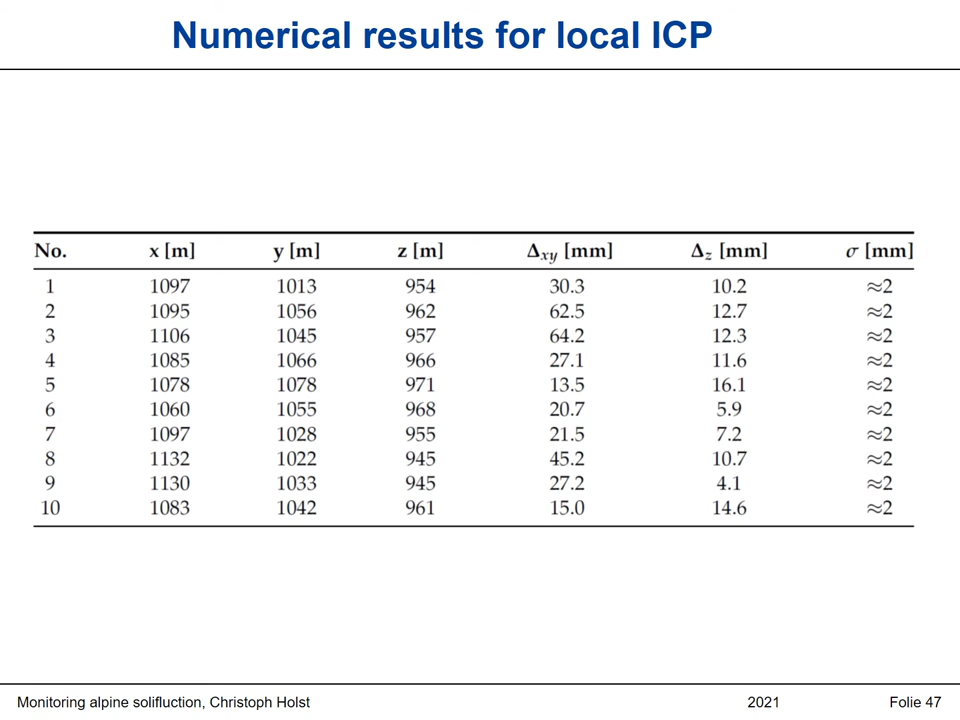 Numerical results for local ICP
No. x [m] y [m] z [m] Δxy [mm] Δz [mm] σ [mm]
1 1097 1013 954 30.3 10.2 ≈2
2 1095 1056 962 62.5 12.7 ≈2
3 1106 1045 957 64.2 12.3 ≈2
4 1085 1066 966 27.1 11.6 ≈2
5 1078 1078 971 13.5 16.1 ≈2
6 1060 1055 968 20.7 5.9 ≈2
7 1097 1028 955 21.5 7.2 ≈2
8 1132 1022 945 45.2 10.7 ≈2
9 1130 1033 945 27.2 4.1 ≈2
10 1083 1042 961 15.0 14.6 ≈2
Monitoring alpine solifluction, Christoph Holst 2021 Folie 47